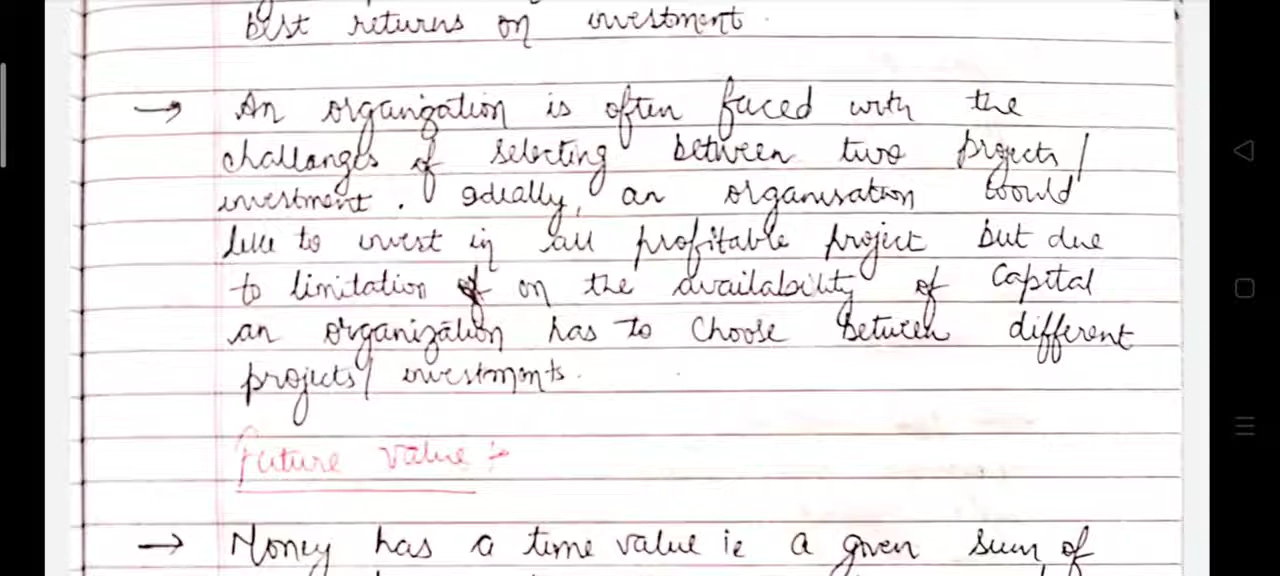 best returns on investment.
→ An organization is often faced with the
challanges of selecting between two projects/
investment. Ideally, an organisation would
like to invest in all profitable project but due
to limitation on the availability of Capital
an organization has to choose between different
projects/ investments.
Future value :-
→ Money has a time value ie a given sum of